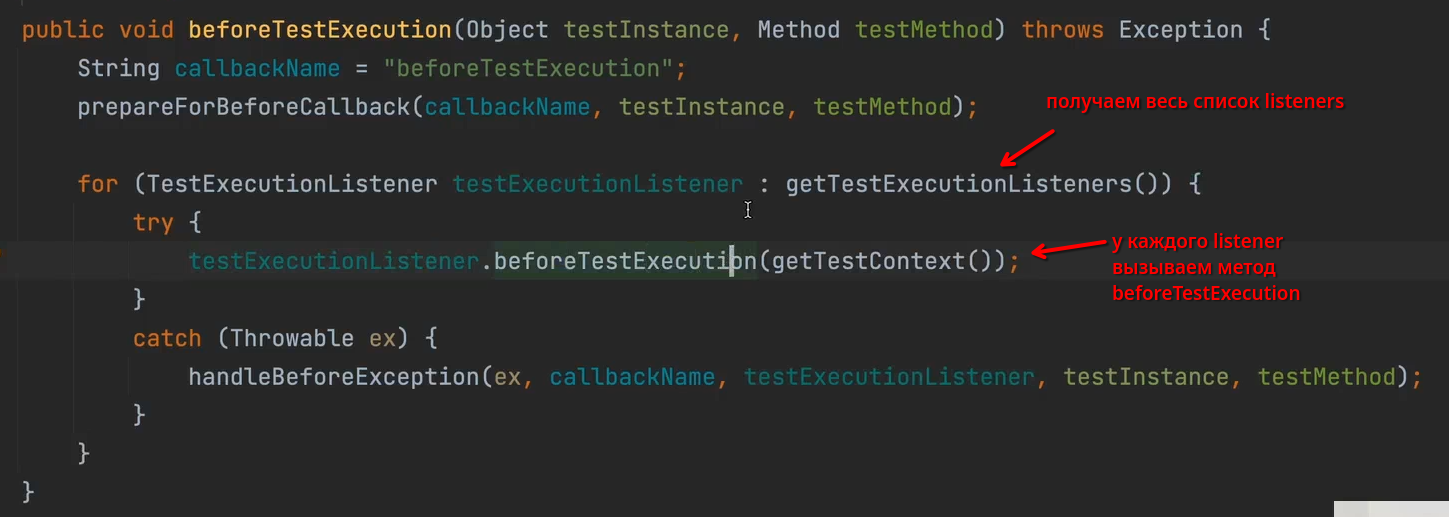 public void beforeTestExecution(Object testInstance, Method testMethod) throws Exception {
String callbackName = "beforeTestExecution";
prepareForBeforeCallback(callbackName, testInstance, testMethod);
получаем весь список listeners
for (TestExecutionListener testExecutionListener : getTestExecutionListeners()) {
try {
testExecutionListener.beforeTestExecution(getTestContext());
у каждого listener
вызываем метод
beforeTestExecution
}
catch (Throwable ex) {
handleBeforeException(ex, callbackName, testExecutionListener, testInstance, testMethod);
}
}
}